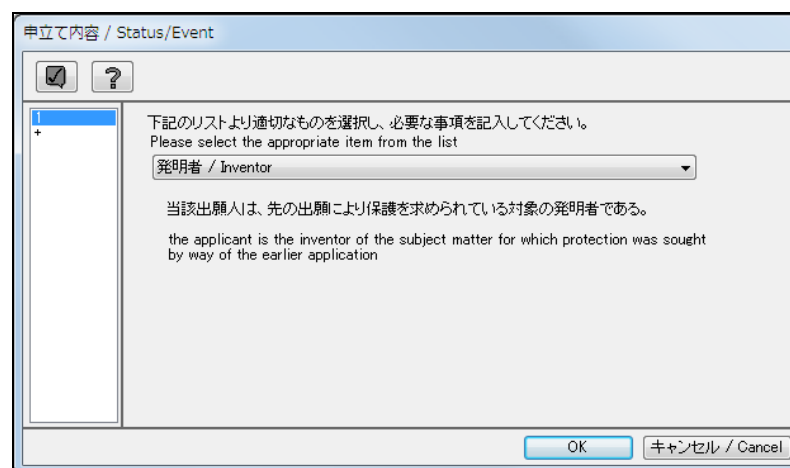 申立て内容 / Status/Event
?
1
+
下記のリストより適切なものを選択し、必要な事項を記入してください。
Please select the appropriate item from the list
発明者 / Inventor
当該出願人は、先の出願により保護を求められている対象の発明者である。
the applicant is the inventor of the subject matter for which protection was sought
by way of the earlier application
OK
キャンセル / Cancel